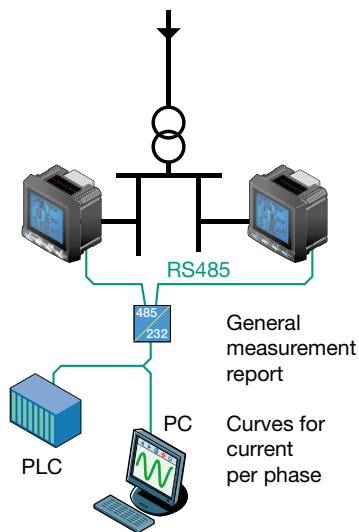 RS485
485
232
General
measurement
report
PC
Curves for
current
per phase
PLC